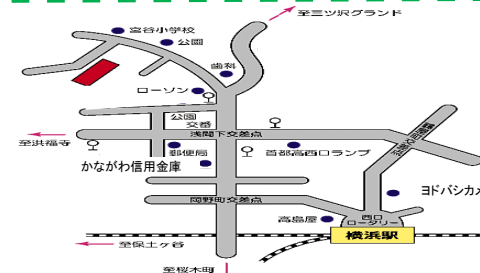 至三ツ沢グランド
宮谷小学校
公園
歯科
ローソン
公園
交番
浅間下交差点
至洪福寺
郵便局
首都高西口ランプ
かながわ信用金庫
ヨドバシカメ
岡野町交差点
高島屋
西口
ロータリー
横浜駅
至保土ヶ谷
至桜木町